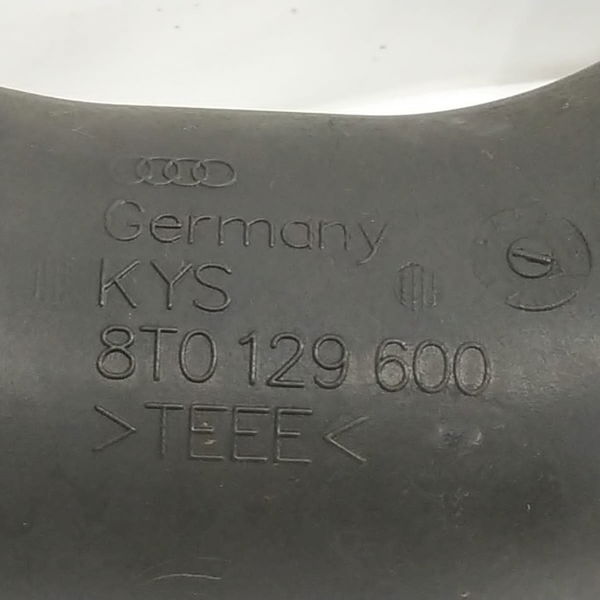 Germany
KYS
8T0 129 600
>TEEE<